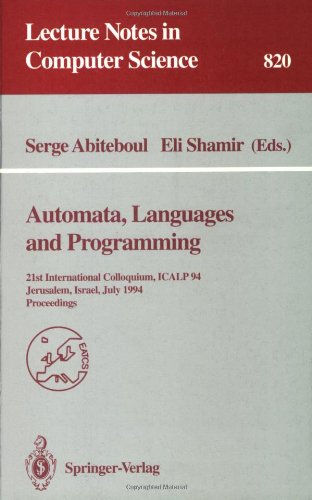 Lecture Notes in
Computer Science 820
Serge Abiteboul Eli Shamir (Eds.)
Automata, Languages
and Programming
21st International Colloquium, ICALP 94
Jerusalem, Israel, July 1994
Proceedings
EATCS
Springer-Verlag